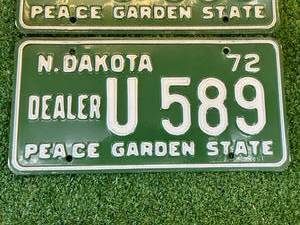 PEACE GARDEN STATE
N. DAKOTA 72
DEALER U 589
PEACE GARDEN STATE